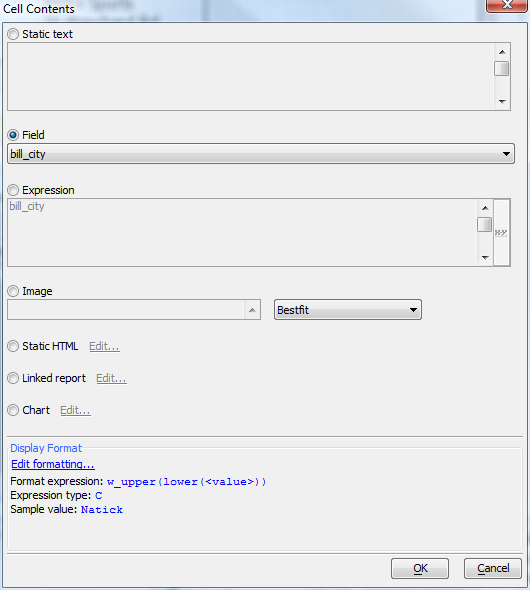 Cell Contents
Static text
Field
bill_city
Expression
bill_city
Image
Bestfit
Static HTML Edit...
Linked report Edit...
Chart Edit...
Display Format
Edit formatting...
Format expression: w_upper(lower(<value>))
Expression type: C
Sample value: Natick
OK Cancel